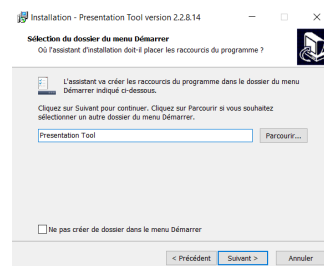 Installation - Presentation Tool version 2.2.8.14
Sélection du dossier du menu Démarrer
Où l'assistant d'installation doit-il placer les raccourcis du programme ?
L'assistant va créer les raccourcis du programme dans le dossier du menu
Démarrer indiqué ci-dessous.
Cliquez sur Suivant pour continuer. Cliquez sur Parcourir si vous souhaitez
sélectionner un autre dossier du menu Démarrer.
Presentation Tool
Parcourir...
Ne pas créer de dossier dans le menu Démarrer
< Précédent
Suivant >
Annuler